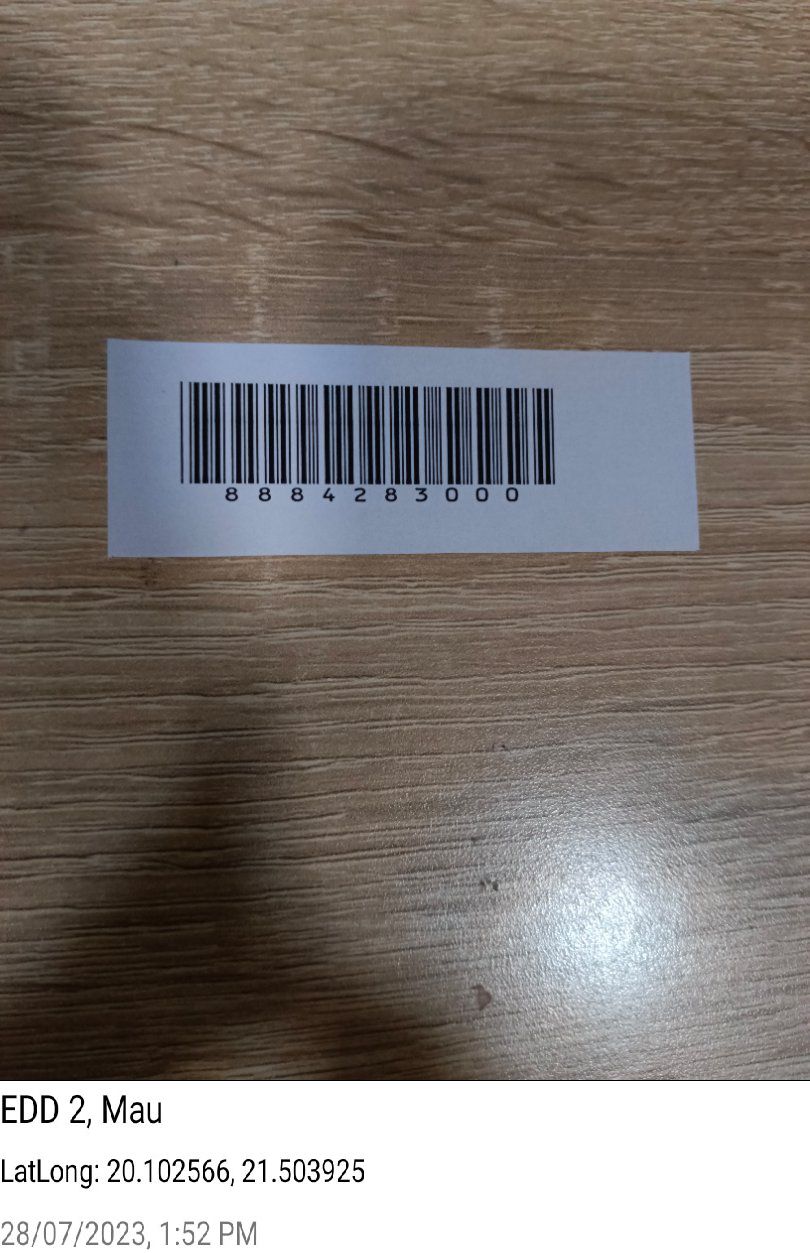 8884283000
EDD 2, Mau
LatLong: 20.102566, 21.503925
28/07/2023, 1:52 PM